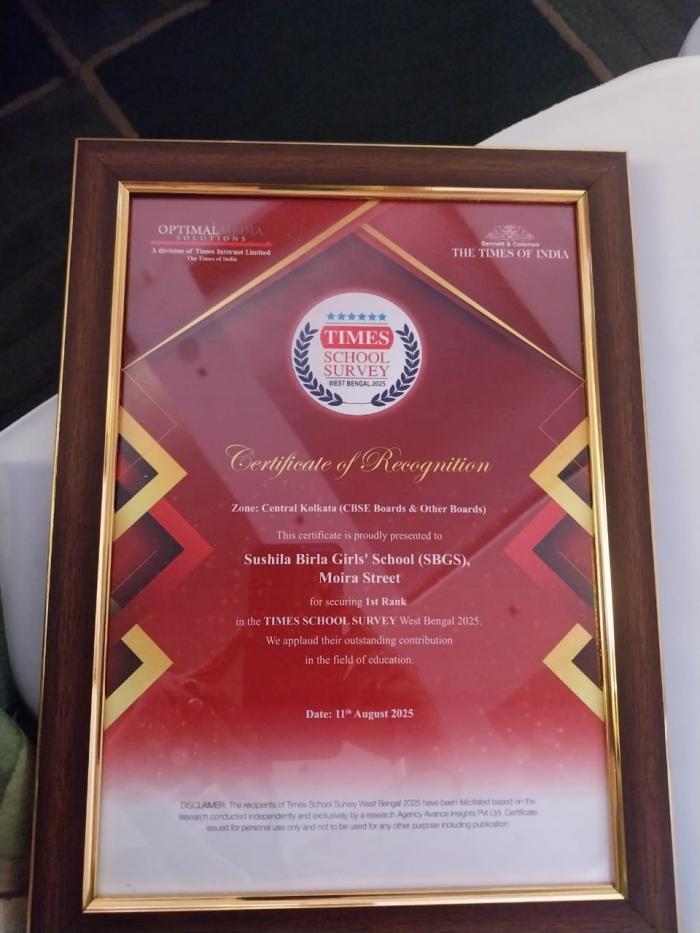 OPTIMAL MEDIA
SOLUTIONS
A division of Times Internet Limited
The Times of India
Bennett & Coleman
THE TIMES OF INDIA
TIMES
SCHOOL
SURVEY
WEST BENGAL 2025
Certificate of Recognition
Zone: Central Kolkata (CBSE Boards & Other Boards)
This certificate is proudly presented to
Sushila Birla Girls' School (SBGS),
Moira Street
for securing 1st Rank
in the TIMES SCHOOL SURVEY West Bengal 2025.
We applaud their outstanding contribution
in the field of education.
Date: 11th August 2025
DISCLAIMER: The recipients of Times School Survey West Bengal 2025 have been felicitated based on the
research conducted independently and exclusively by a research Agency Avance Insights Pvt Ltd. Certificate
issued for personal use only and not to be used for any other purpose including publication.